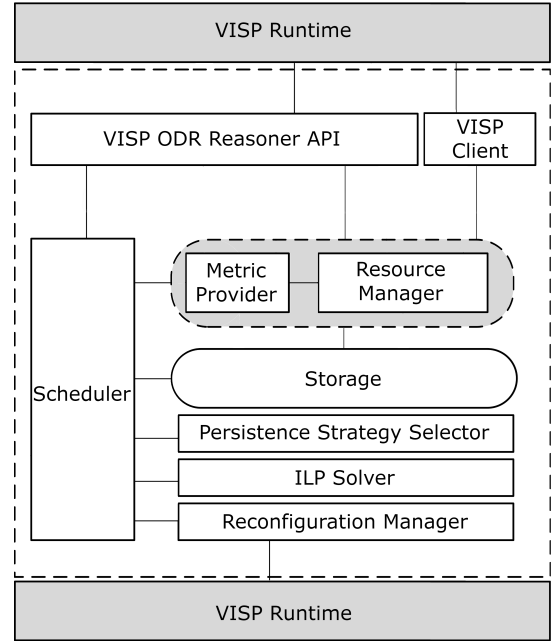 VISP Runtime
VISP ODR Reasoner API
VISP
Client
Metric
Provider
Resource
Manager
Scheduler
Storage
Persistence Strategy Selector
ILP Solver
Reconfiguration Manager
VISP Runtime